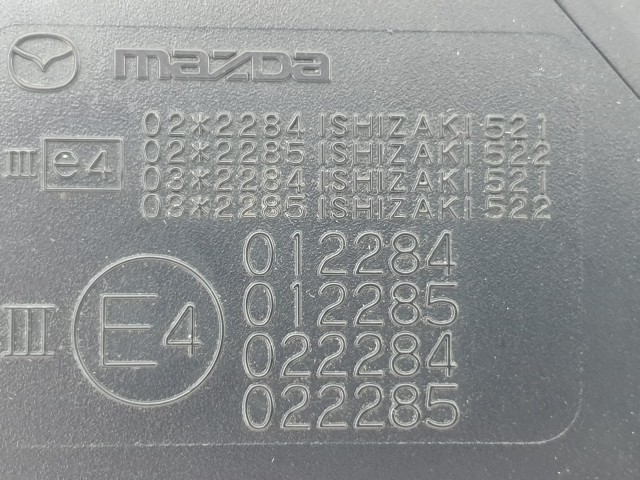 mazda
02*2284 ISHIZAKI 521
02*2285 ISHIZAKI 522
III e4
03*2284 ISHIZAKI 521
03*2285 ISHIZAKI 522
012284
012285
III E4
022284
022285